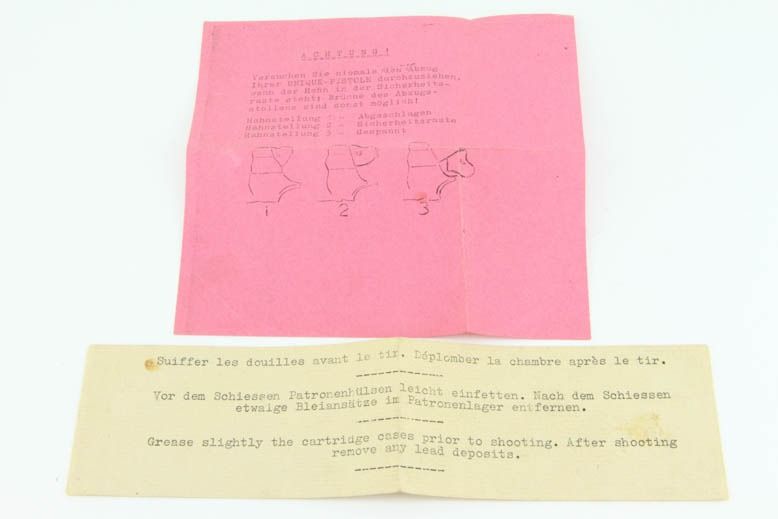 ACHTUNG!
Versuchen Sie niemals den Abzug
Ihrer UNIQUE-PISTOLE durchzuziehen,
wenn der Hahn in der Sicherheits-
raste steht; Brüche des Abzugs-
stollens sind sonst möglich!
Hahnstellung 1 - Abgeschlagen
Hahnstellung 2 - Sicherheitsraste
Hahnstellung 3 - Gespannt
1 2 3
Suiffer les douilles avant le tir. Déplomber la chambre après le tir.
Vor dem Schiessen Patronenhülsen leicht einfetten. Nach dem Schiessen
etwaige Bleiansätze im Patronenlager entfernen.
Grease slightly the cartridge cases prior to shooting. After shooting
remove any lead deposits.